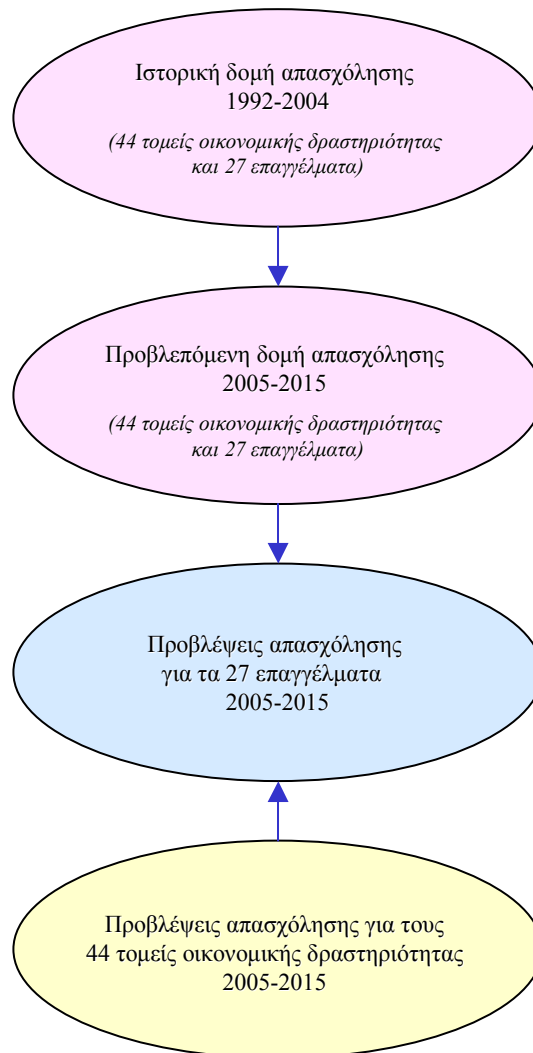 Ιστορική δομή απασχόλησης
1992-2004
(44 τομείς οικονομικής δραστηριότητας
και 27 επαγγέλματα)
Προβλεπόμενη δομή απασχόλησης
2005-2015
(44 τομείς οικονομικής δραστηριότητας
και 27 επαγγέλματα)
Προβλέψεις απασχόλησης
για τα 27 επαγγέλματα
2005-2015
Προβλέψεις απασχόλησης για τους
44 τομείς οικονομικής δραστηριότητας
2005-2015